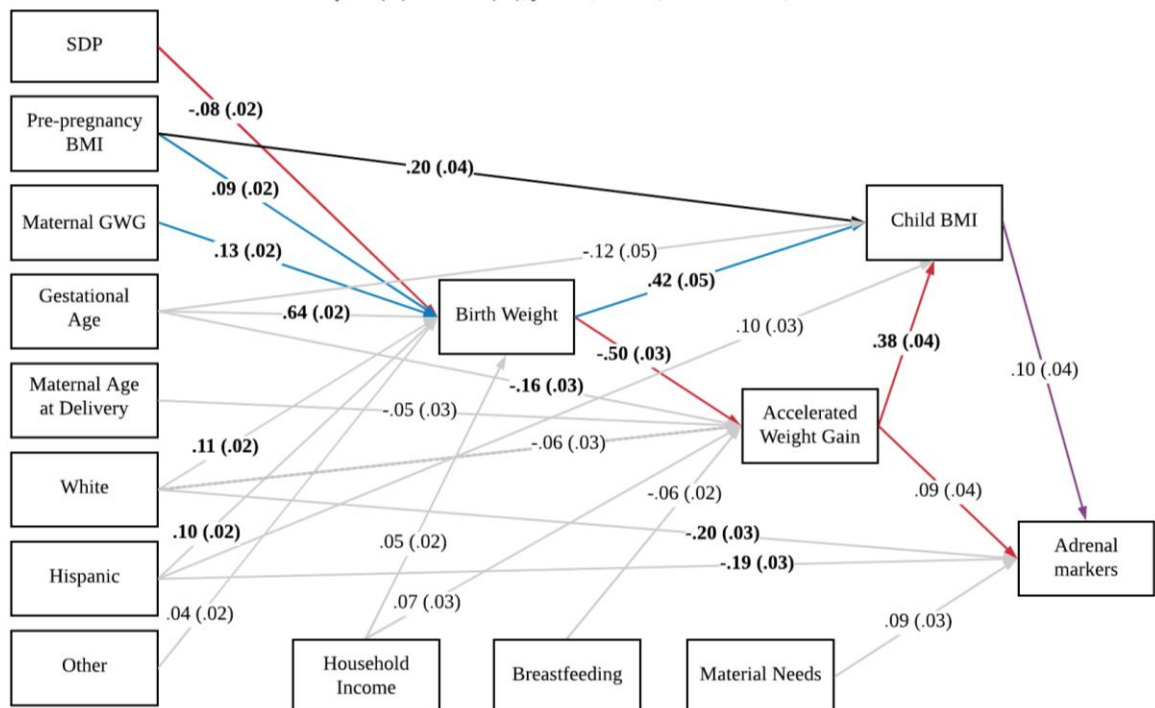 SDP
-.08 (.02)
Pre-pregnancy
BMI
.20 (.04)
.09 (.02)
Maternal GWG
Child BMI
.13 (.02)
-.12 (.05)
.42 (.05)
Gestational
Age
.64 (.02)
Birth Weight
.10 (.03)
-.50 (.03)
.38 (.04)
.10 (.04)
-.16 (.03)
Maternal Age
at Delivery
-.05 (.03)
Accelerated
Weight Gain
.11 (.02)
-.06 (.03)
White
-.06 (.02)
.09 (.04)
.10 (.02)
.05 (.02)
-.20 (.03)
Adrenal
markers
-.19 (.03)
Hispanic
.07 (.03)
.04 (.02)
.09 (.03)
Other
Household
Income
Breastfeeding
Material Needs